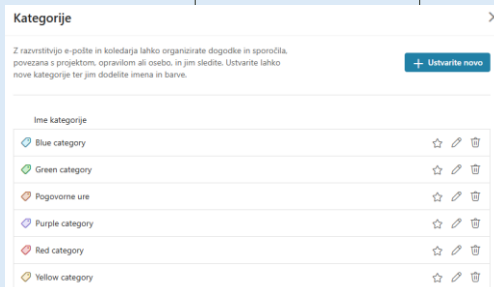 Kategorije
Z razvrstitvijo e-pošte in koledarja lahko organizirate dogodke in sporočila,
povezana s projektom, opravilom ali osebo, in jim sledite. Ustvarite lahko
nove kategorije ter jim dodelite imena in barve.
Ustvarite novo
Ime kategorije
Blue category
Green category
Pogovorne ure
Purple category
Red category
Yellow category